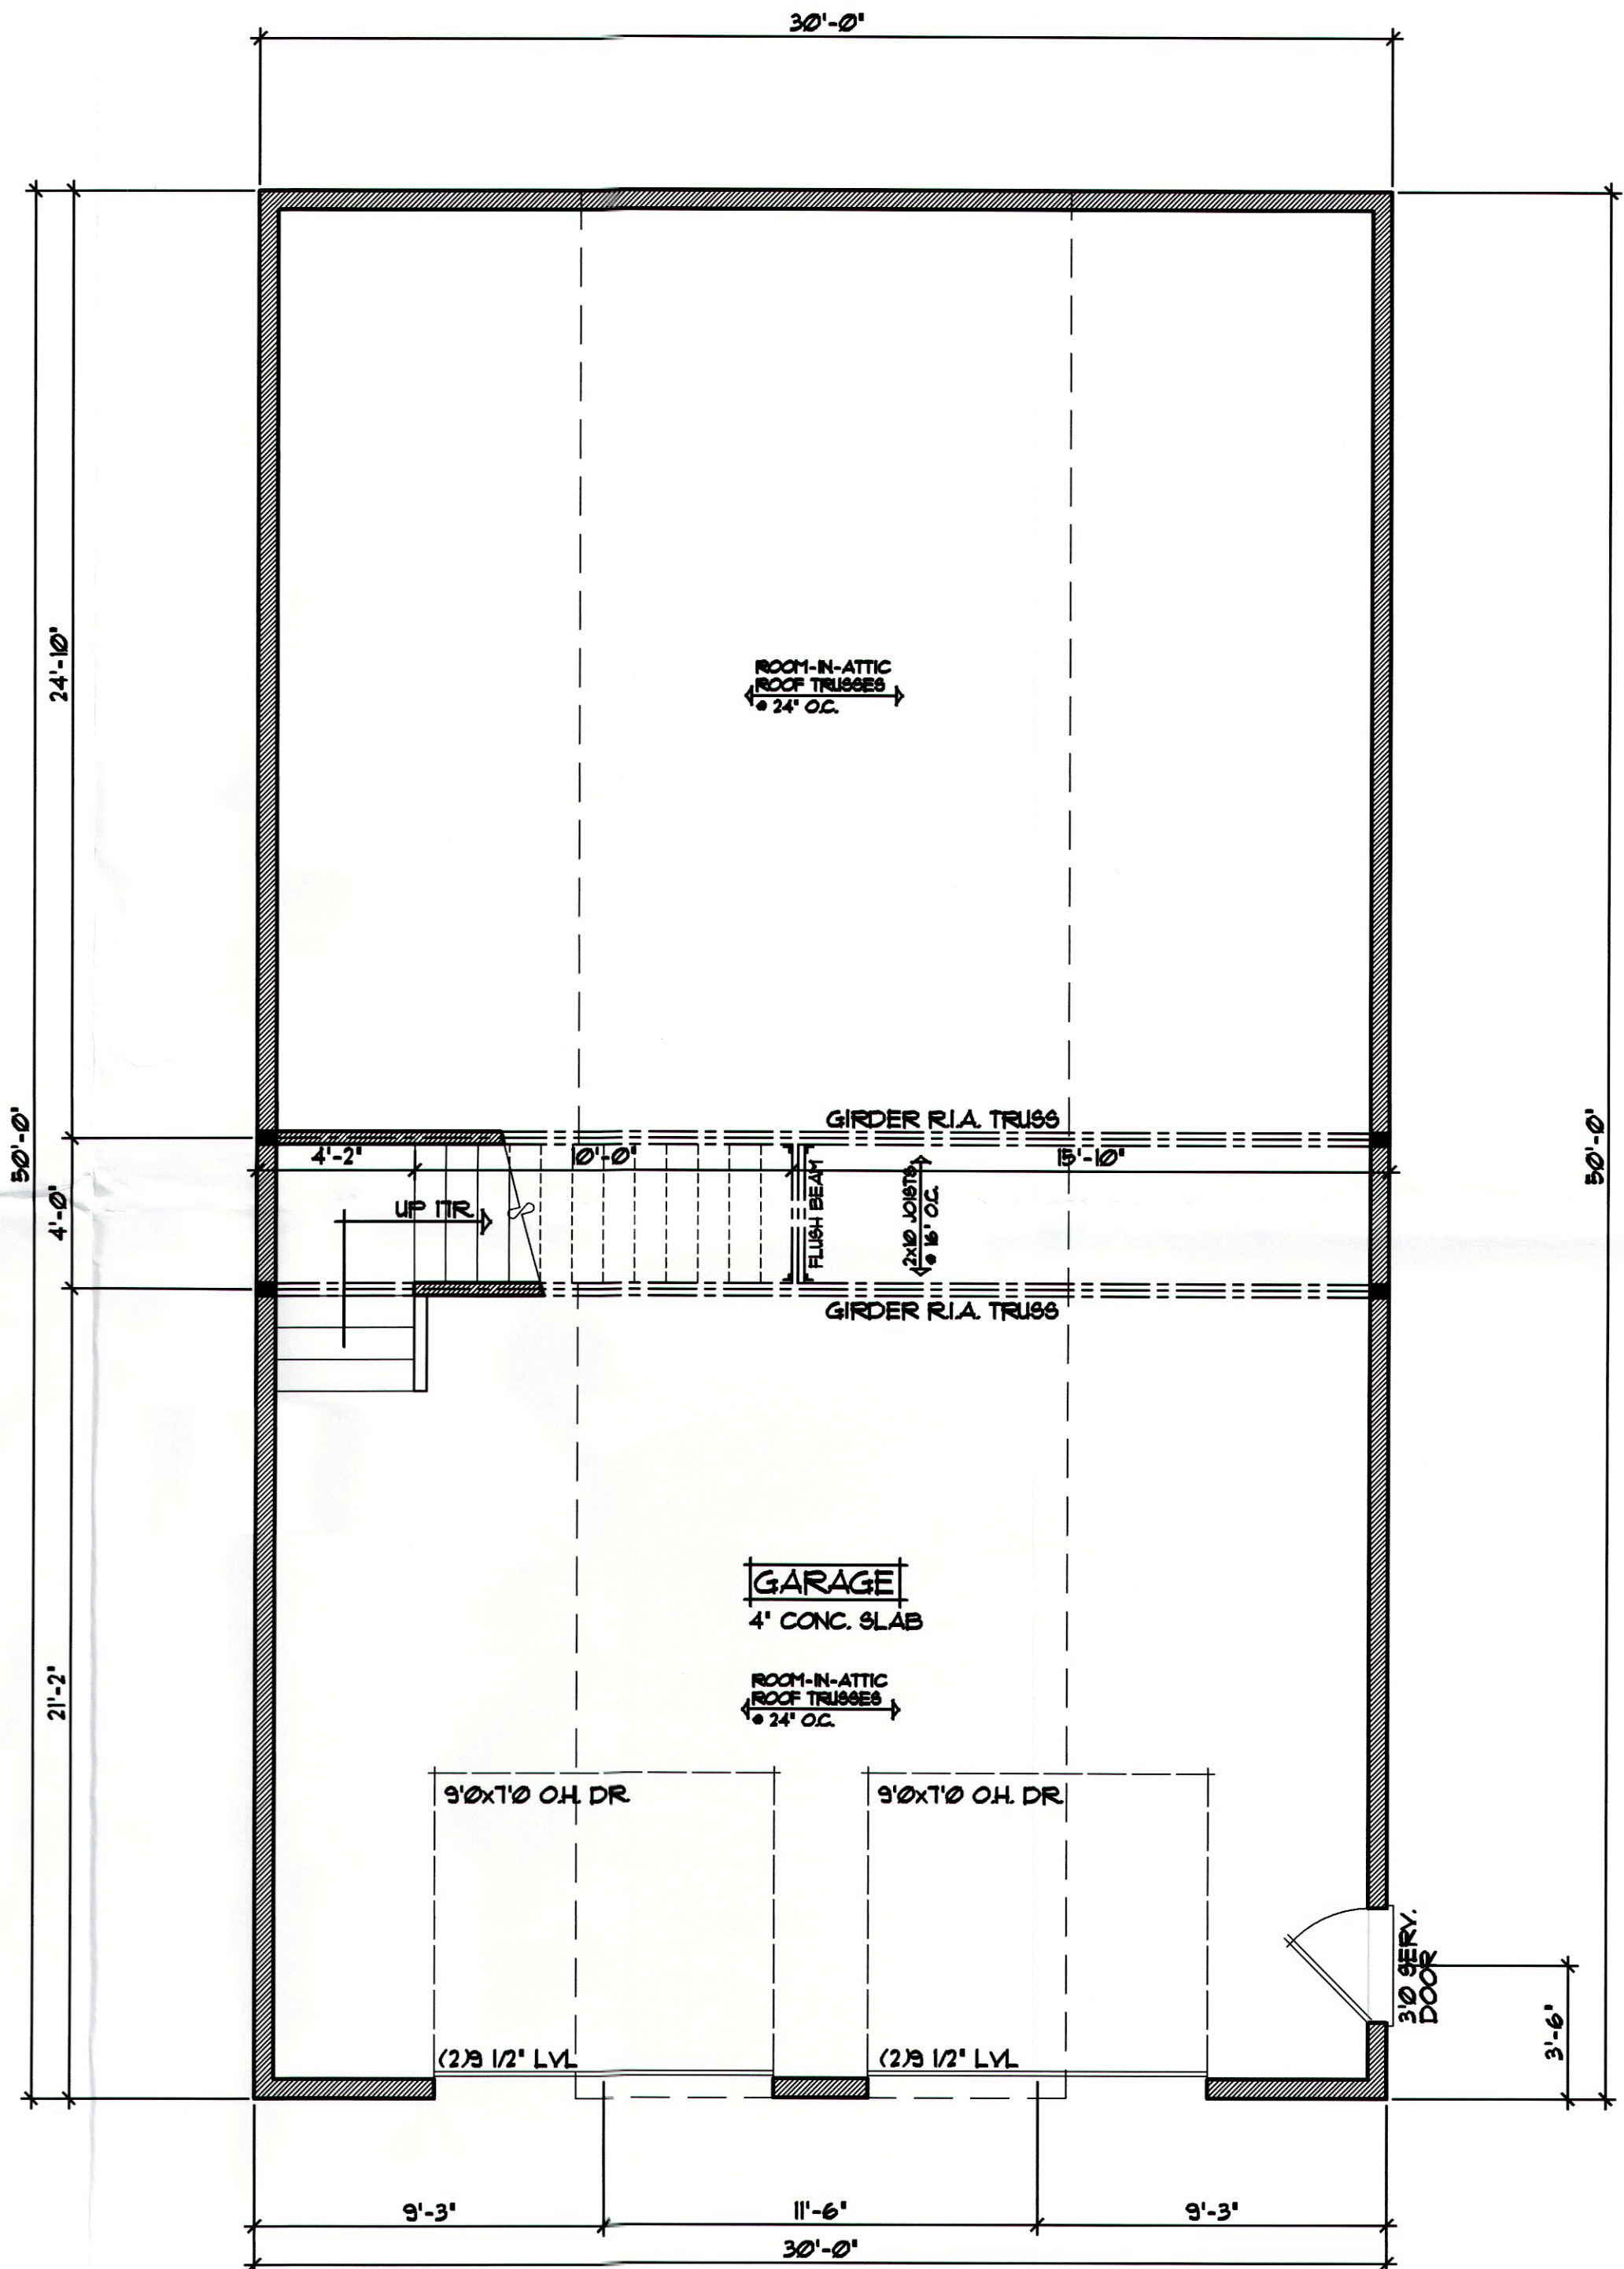 30'-0"
24'-10"
ROOM-IN-ATTIC
ROOF TRUSSES
@ 24" O.C.
50'-0"
50'-0"
GIRDER R.I.A. TRUSS
4'-2"
10'-0"
15'-10"
4'-0"
UP 17R
FLUSH BEAM
2x10 JOISTS
@ 16" O.C.
GIRDER R.I.A. TRUSS
GARAGE
4" CONC. SLAB
21'-2"
ROOM-IN-ATTIC
ROOF TRUSSES
@ 24" O.C.
9'0x7'0 O.H. DR.
9'0x7'0 O.H. DR.
3'0 SERV.
DOOR
3'-6"
(2)9 1/2" LVL
(2)9 1/2" LVL
9'-3"
11'-6"
9'-3"
30'-0"